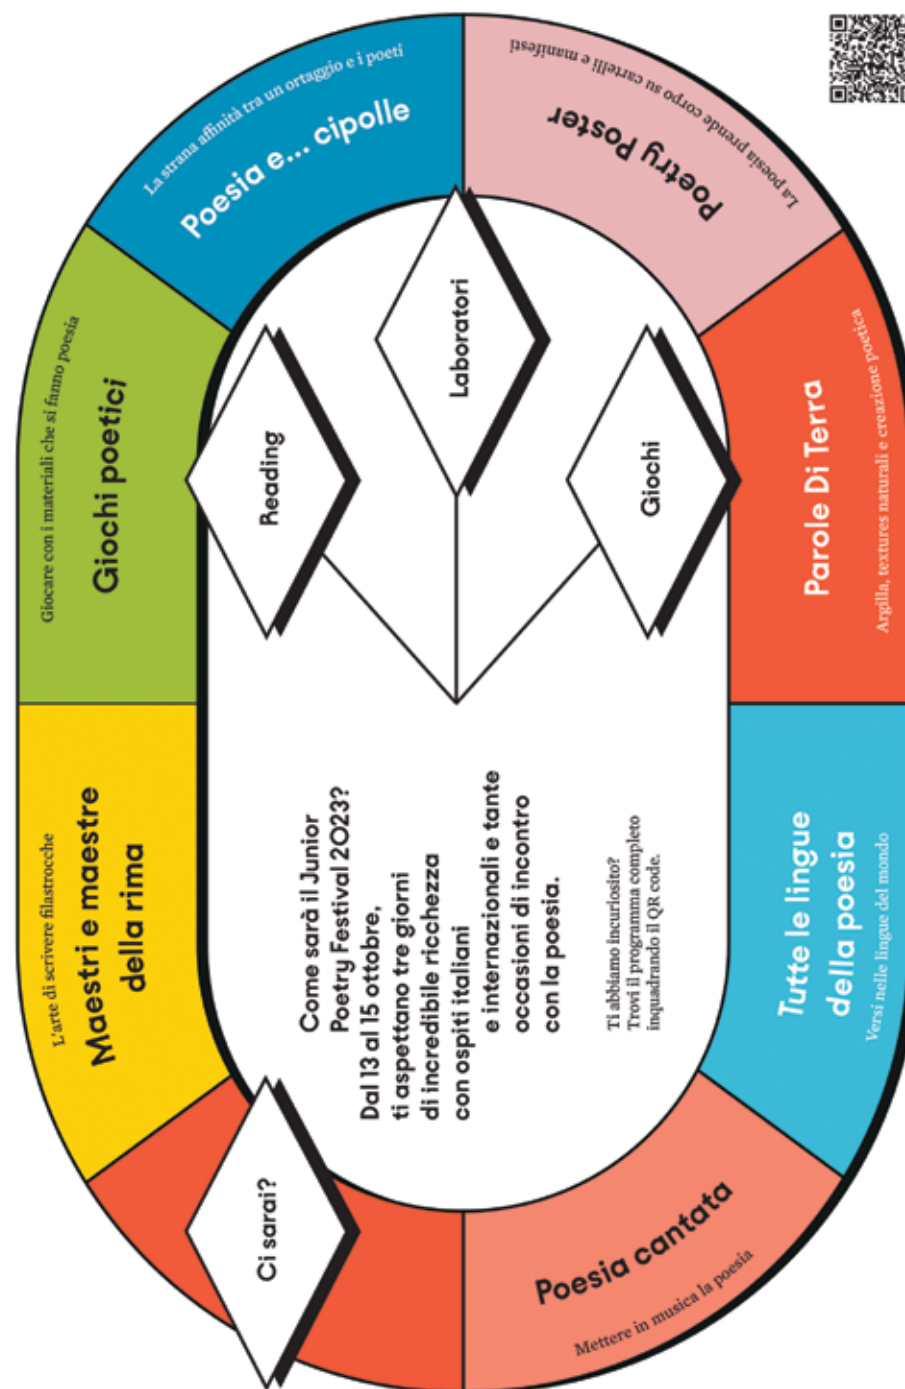 Ci sarai?
L'arte di scrivere filastrocche
Maestri e maestre
della rima
Giocare con i materiali che si fanno poesia
Giochi poetici
La strana affinità tra un ortaggio e i poeti
Poesia e... cipolle
La poesia prende corpo su cartelli e manifesti
Poetry Poster
Parole Di Terra
Argilla, textures naturali e creazione poetica
Tutte le lingue
della poesia
Versi nelle lingue del mondo
Poesia cantata
Mettere in musica la poesia
Come sarà il Junior
Poetry Festival 2023?
Dal 13 al 15 ottobre,
ti aspettano tre giorni
di incredibile ricchezza
con ospiti italiani
e internazionali e tante
occasioni di incontro
con la poesia.
Ti abbiamo incuriosito?
Trovi il programma completo
inquadrando il QR code.
Reading
Laboratori
Giochi